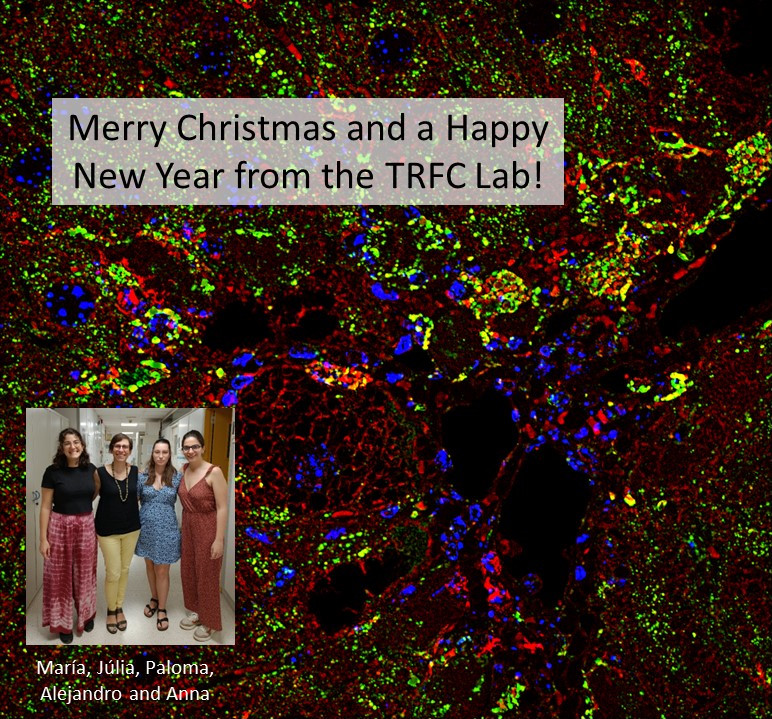 Merry Christmas and a Happy
New Year from the TRFC Lab!
María, Júlia, Paloma,
Alejandro and Anna